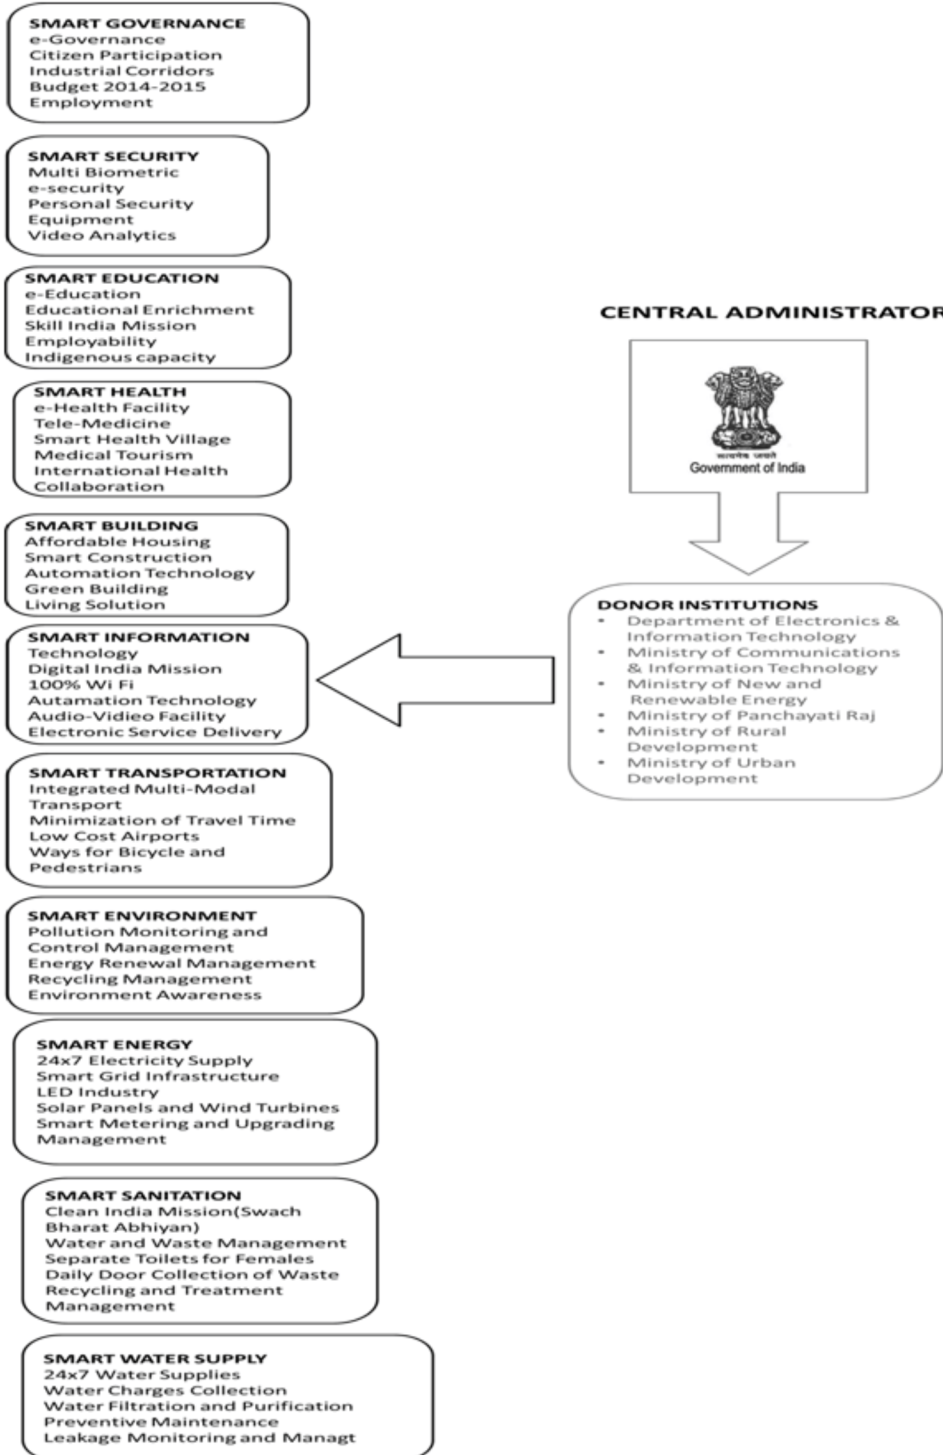 SMART GOVERNANCE
e-Governance
Citizen Participation
Industrial Corridors
Budget 2014-2015
Employment
SMART SECURITY
Multi Biometric
e-security
Personal Security
Equipment
Video Analytics
SMART EDUCATION
e-Education
Educational Enrichment
Skill India Mission
Employability
Indigenous capacity
SMART HEALTH
e-Health Facility
Tele-Medicine
Smart Health Village
Medical Tourism
International Health
Collaboration
SMART BUILDING
Affordable Housing
Smart Construction
Automation Technology
Green Building
Living Solution
SMART INFORMATION
Technology
Digital India Mission
100% Wi Fi
Autamation Technology
Audio-Vidieo Facility
Electronic Service Delivery
SMART TRANSPORTATION
Integrated Multi-Modal
Transport
Minimization of Travel Time
Low Cost Airports
Ways for Bicycle and
Pedestrians
SMART ENVIRONMENT
Pollution Monitoring and
Control Management
Energy Renewal Management
Recycling Management
Environment Awareness
SMART ENERGY
24x7 Electricity Supply
Smart Grid Infrastructure
LED Industry
Solar Panels and Wind Turbines
Smart Metering and Upgrading
Management
SMART SANITATION
Clean India Mission(Swach
Bharat Abhiyan)
Water and Waste Management
Separate Toilets for Females
Daily Door Collection of Waste
Recycling and Treatment
Management
SMART WATER SUPPLY
24x7 Water Supplies
Water Charges Collection
Water Filtration and Purification
Preventive Maintenance
Leakage Monitoring and Managt
CENTRAL ADMINISTRATOR
सत्यमेव जयते
Government of India
DONOR INSTITUTIONS
• Department of Electronics &
Information Technology
• Ministry of Communications
& Information Technology
• Ministry of New and
Renewable Energy
• Ministry of Panchayati Raj
• Ministry of Rural
Development
• Ministry of Urban
Development